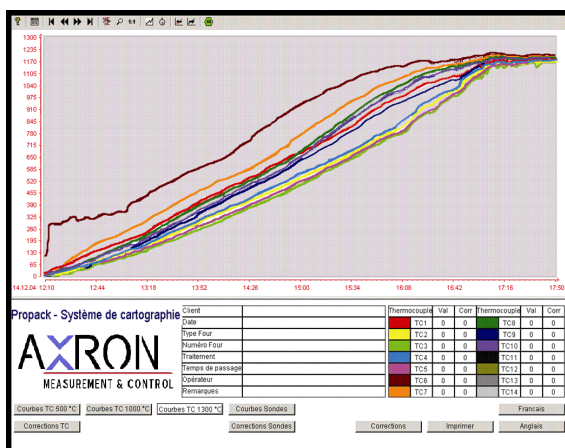 1:1
1300
1235
1170
1105
1040
975
910
845
780
715
650
585
520
455
390
325
260
195
130
65
0
14.12.04 12:10 12:44 13:18 13:52 14:26 15:00 15:34 16:08 16:42 17:16 17:50
Propack - Système de cartographie
AXRON
MEASUREMENT & CONTROL
Client
Date
Type Four
Numéro Four
Traitement
Temps de passage
Opérateur
Remarques
Thermocouple Val Corr Thermocouple Val Corr
TC1 0 0 TC8 0 0
TC2 0 0 TC9 0 0
TC3 0 0 TC10 0 0
TC4 0 0 TC11 0 0
TC5 0 0 TC12 0 0
TC6 0 0 TC13 0 0
TC7 0 0 TC14 0 0
Courbes TC 500 °C Courbes TC 1000 °C Courbes TC 1300 °C Courbes Sondes Francais
Corrections TC Corrections Sondes Corrections Imprimer Anglais